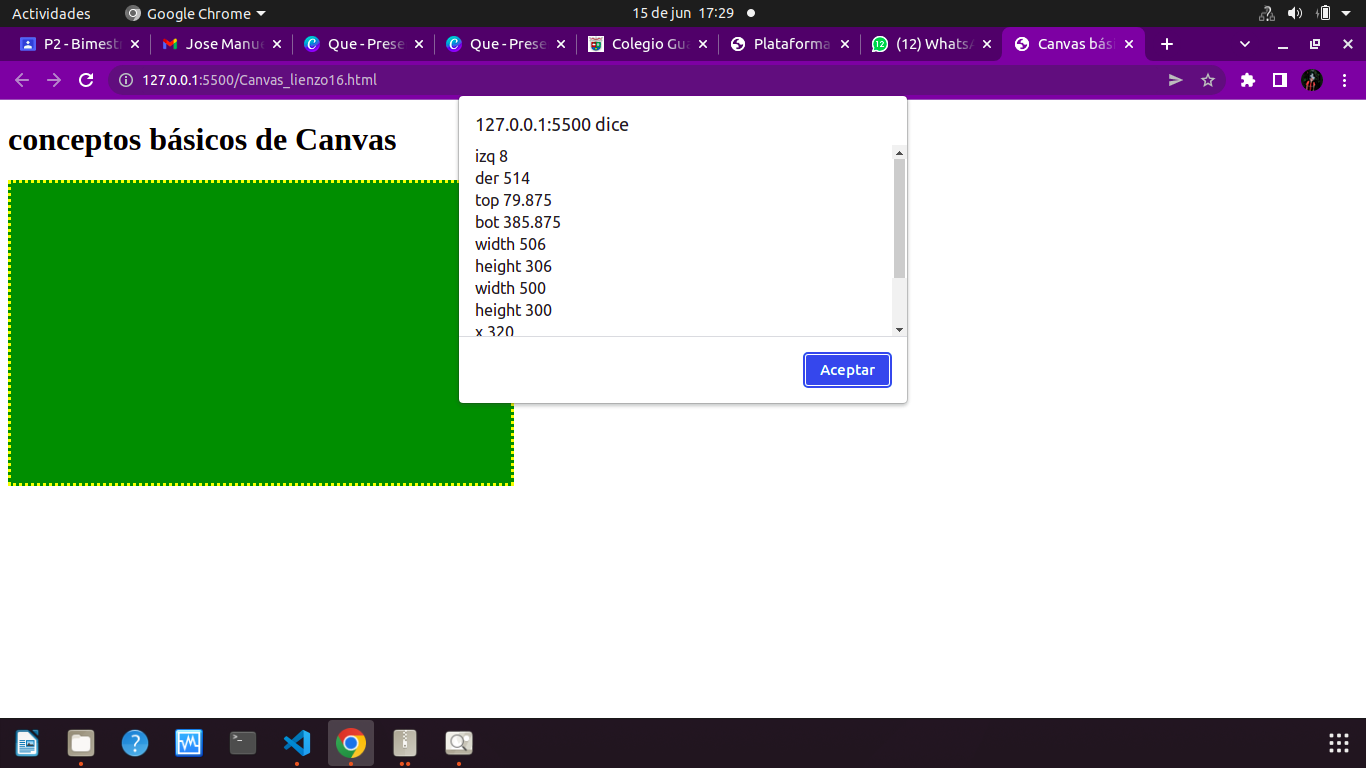 Actividades Google Chrome 15 de jun 17:29
P2 - Bimest Jose Manue Que - Prese Que - Prese Colegio Gua Plataforma (12) WhatsA Canvas bás
127.0.0.1:5500/Canvas_lienzo16.html
127.0.0.1:5500 dice
conceptos básicos de Canvas
izq 8
der 514
top 79.875
bot 385.875
width 506
height 306
width 500
height 300
x 320
Aceptar